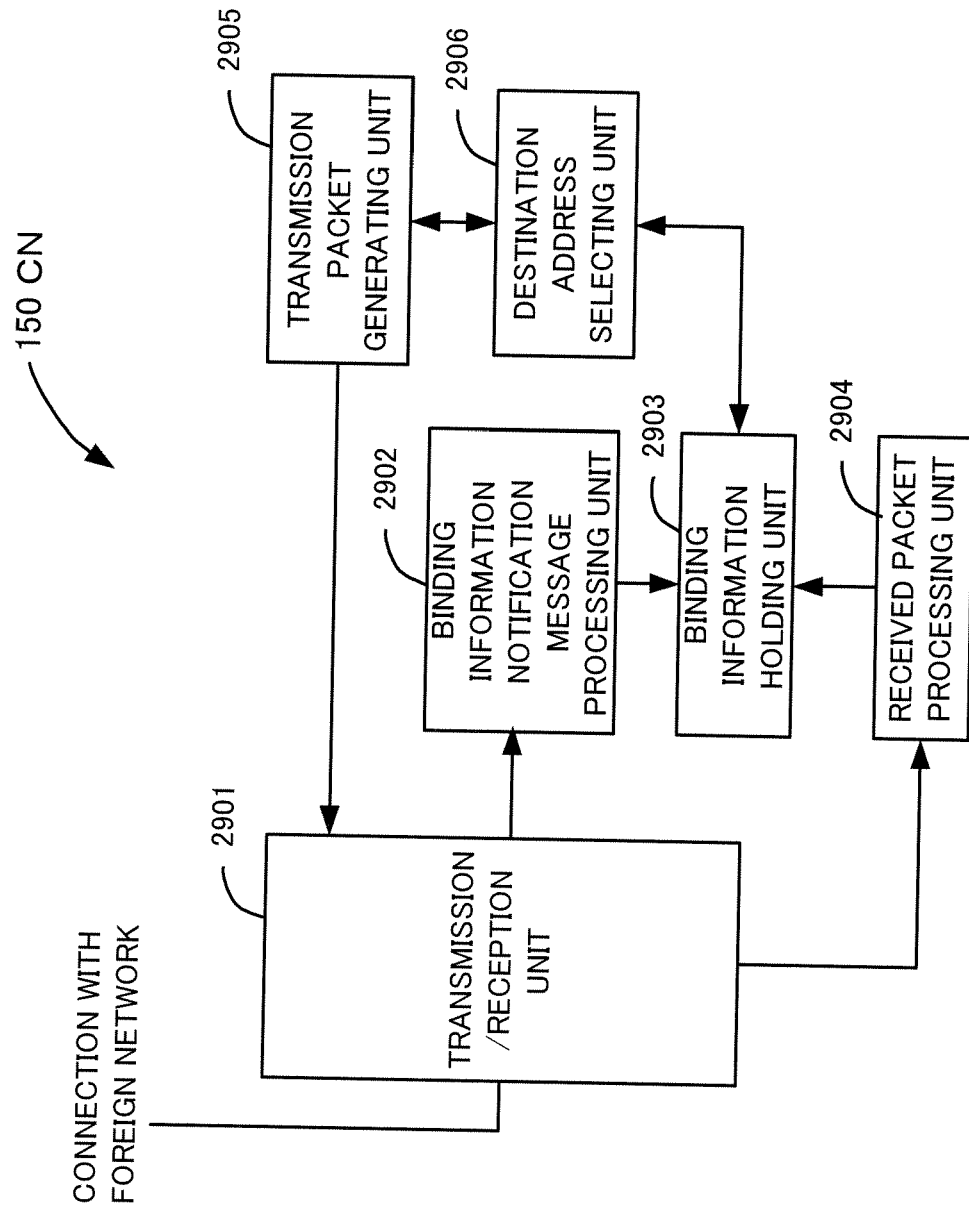 150 CN
CONNECTION WITH
FOREIGN NETWORK
2901
TRANSMISSION
/RECEPTION
UNIT
2902
BINDING
INFORMATION
NOTIFICATION
MESSAGE
PROCESSING UNIT
2903
BINDING
INFORMATION
HOLDING UNIT
2904
RECEIVED PACKET
PROCESSING UNIT
2905
TRANSMISSION
PACKET
GENERATING UNIT
2906
DESTINATION
ADDRESS
SELECTING UNIT